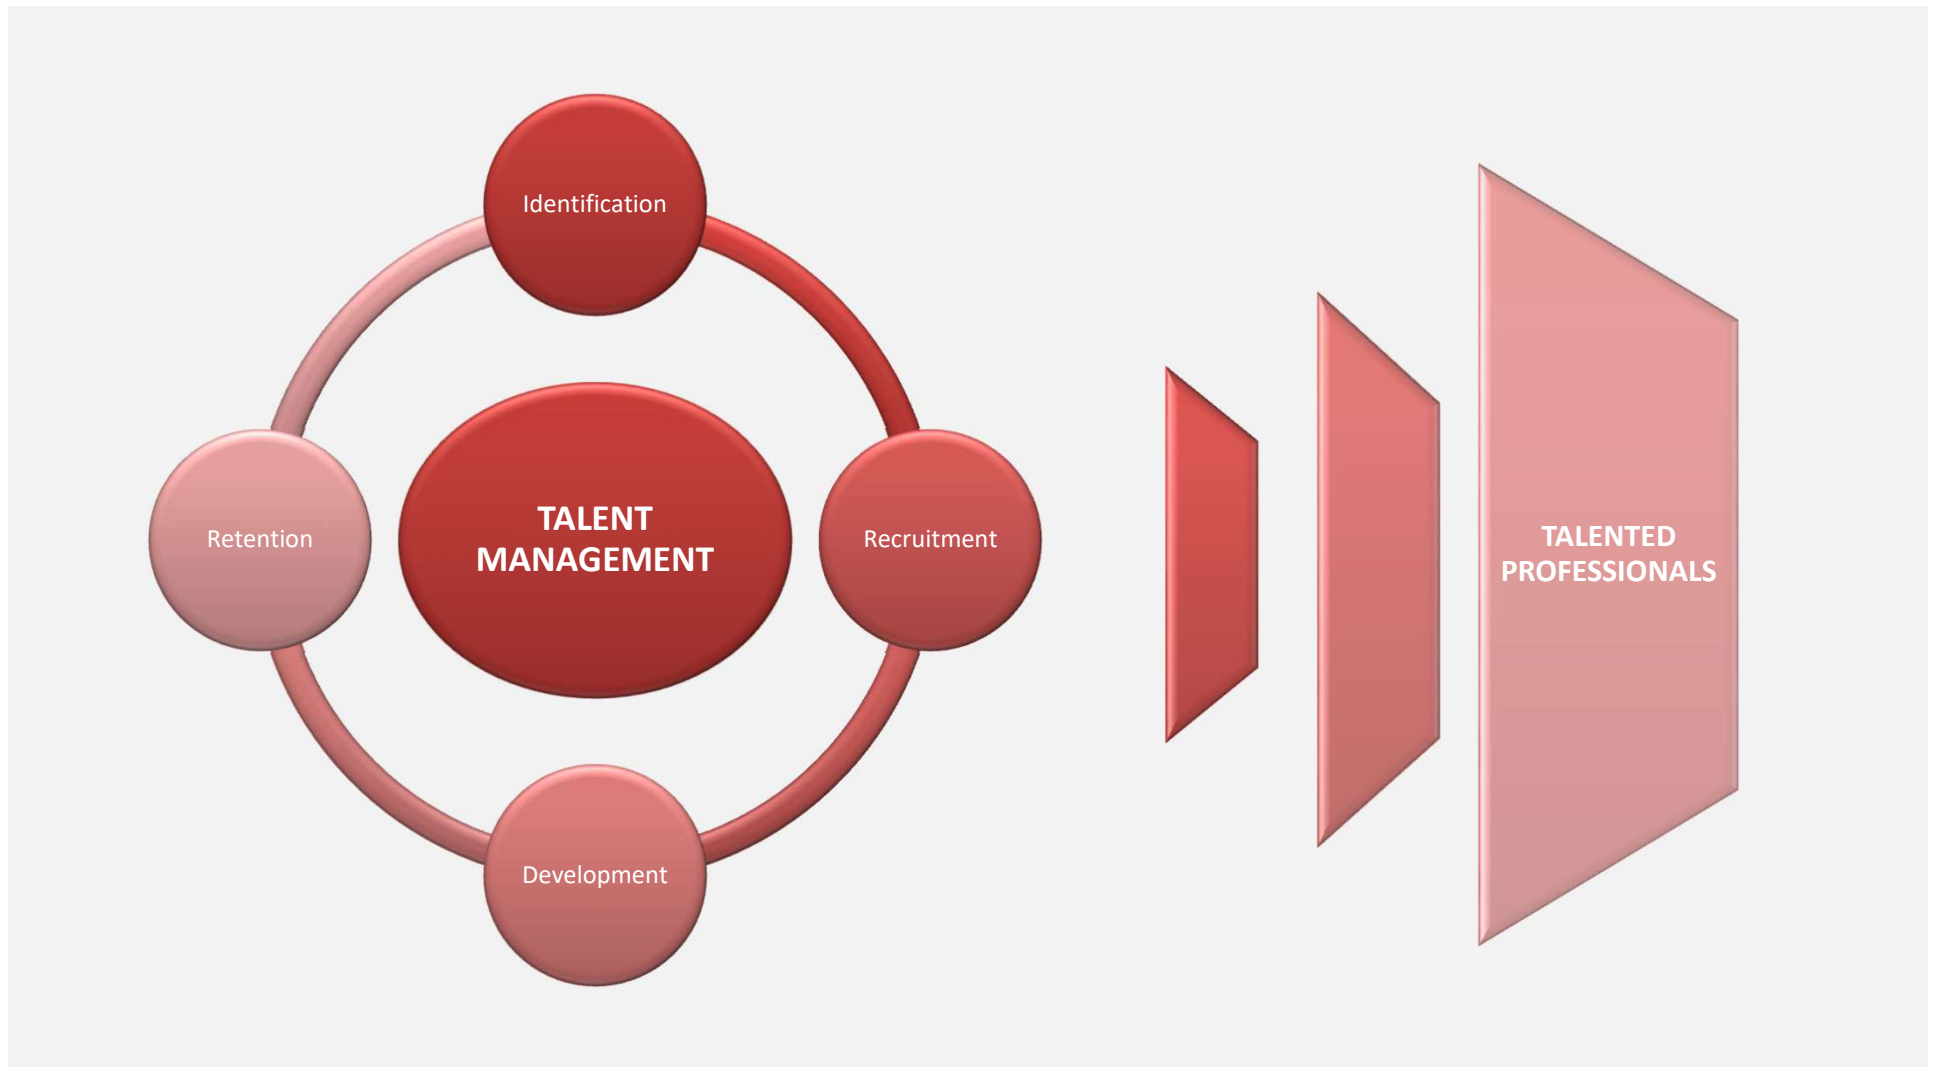 Identification
Retention
TALENT
MANAGEMENT
Recruitment
Development
TALENTED
PROFESSIONALS